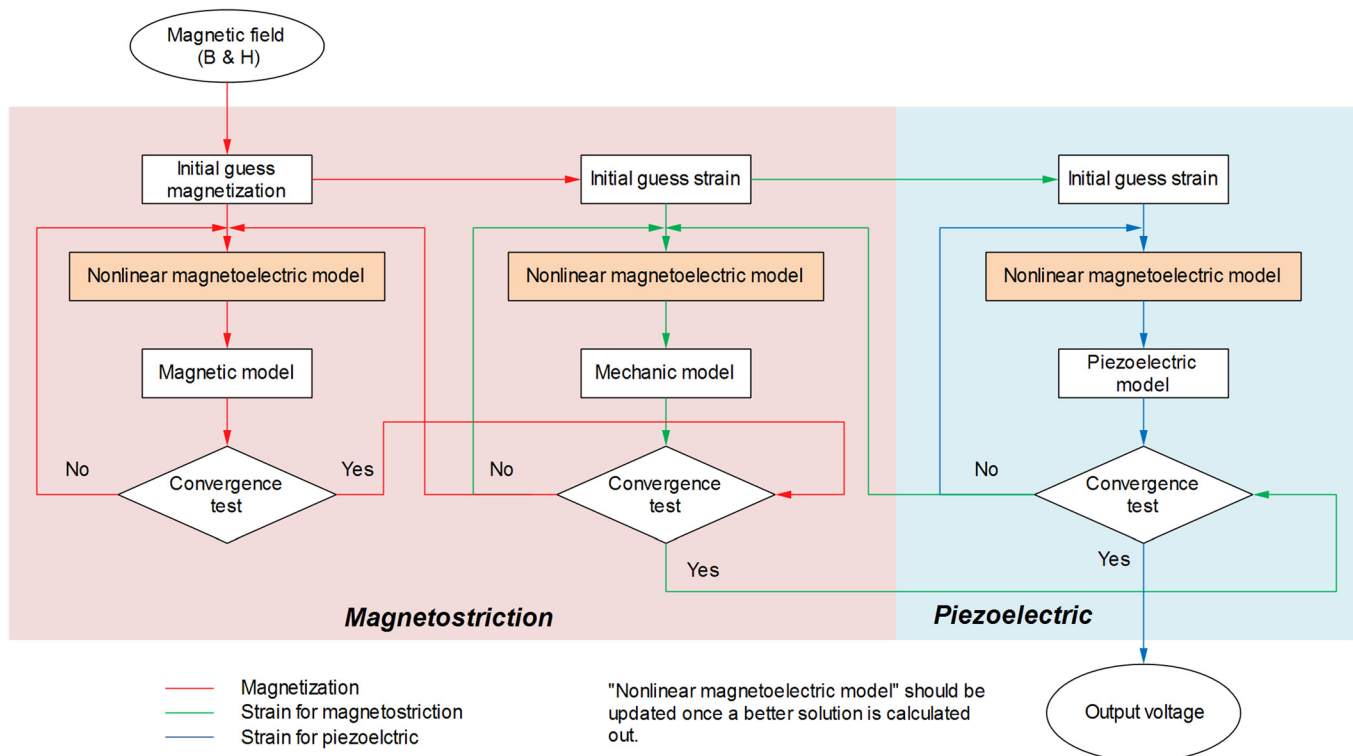 Magnetic field
(B & H)
Initial guess
magnetization
Initial guess strain
Initial guess strain
Nonlinear magnetoelectric model
Nonlinear magnetoelectric model
Nonlinear magnetoelectric model
Magnetic model
Mechanic model
Piezoelectric
model
No
Convergence
test
Yes
No
Convergence
test
Yes
No
Convergence
test
Yes
Magnetostriction
Piezoelectric
Magnetization
Strain for magnetostriction
Strain for piezoelctric
"Nonlinear magnetoelectric model" should be
updated once a better solution is calculated
out.
Output voltage